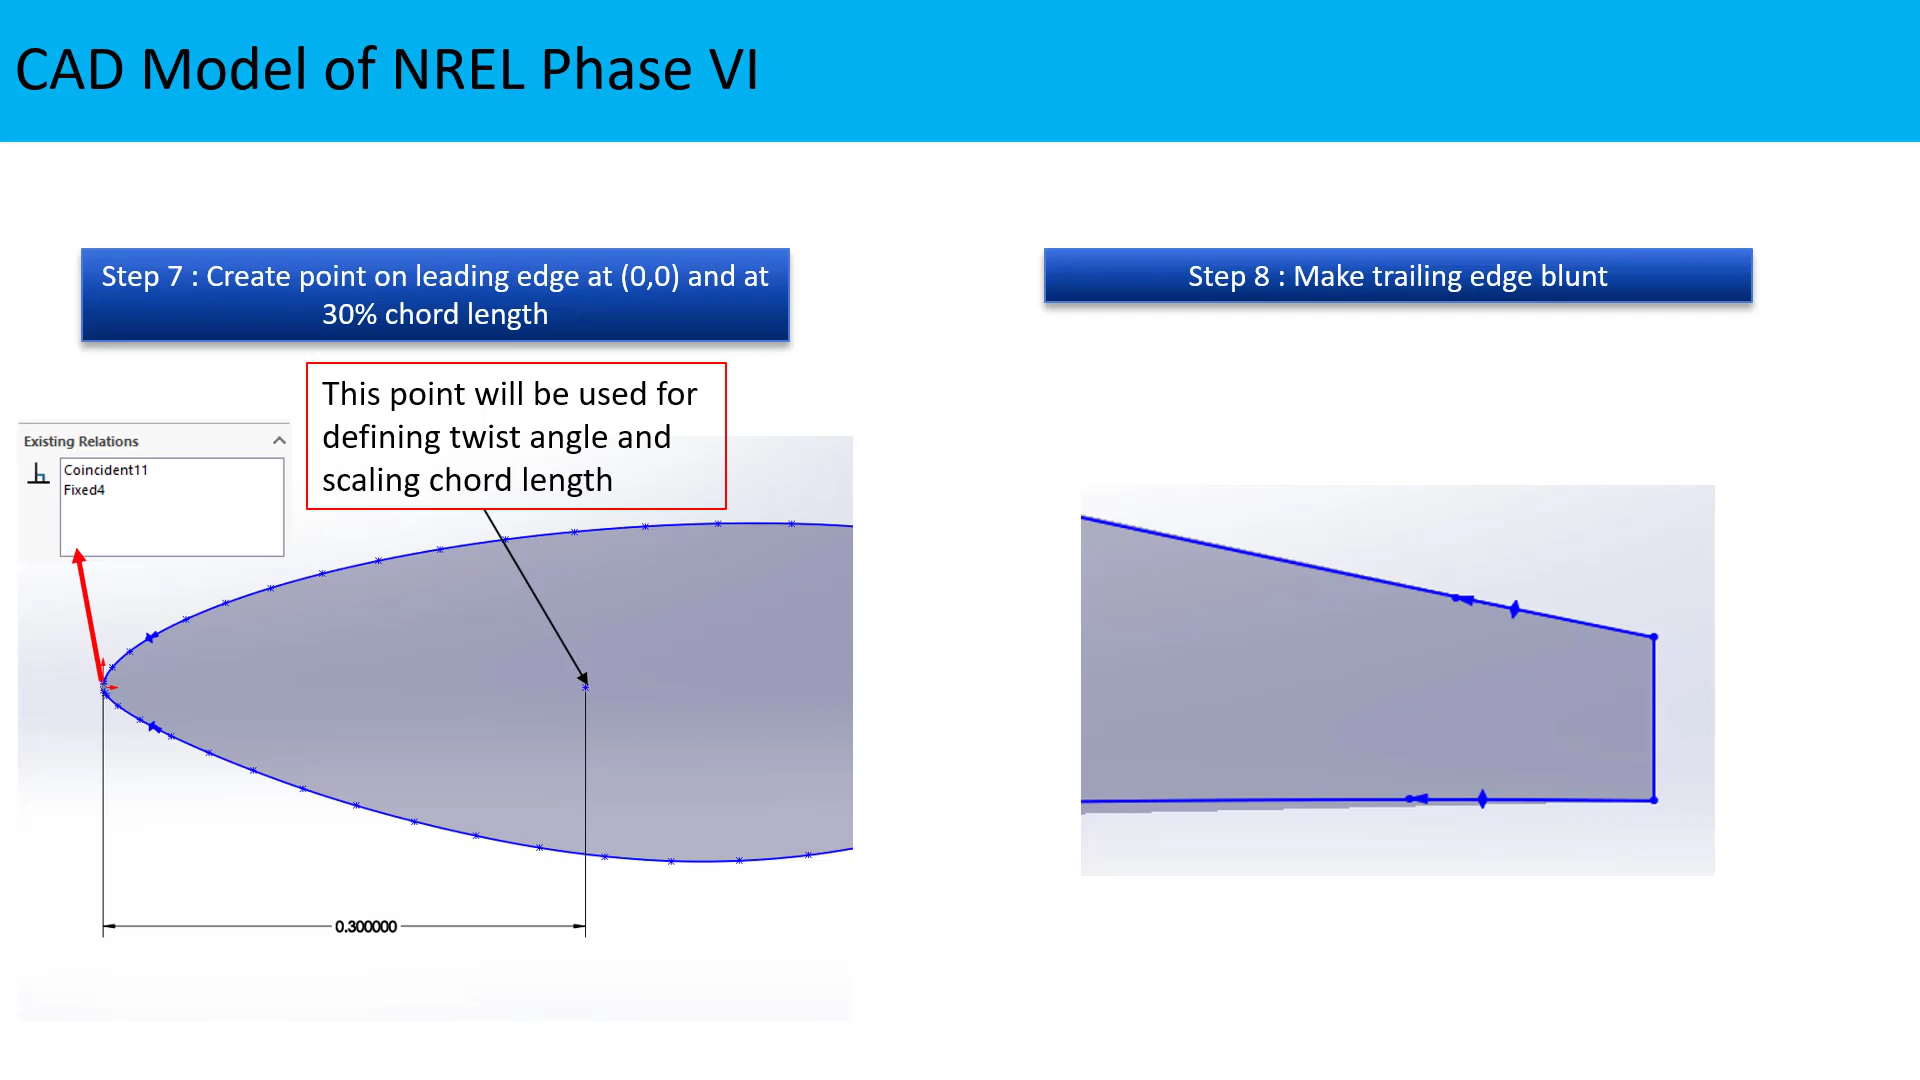 CAD Model of NREL Phase VI
Step 7 : Create point on leading edge at (0,0) and at
30% chord length
This point will be used for
defining twist angle and
scaling chord length
Existing Relations
Coincident11
Fixed4
0.300000
Step 8 : Make trailing edge blunt